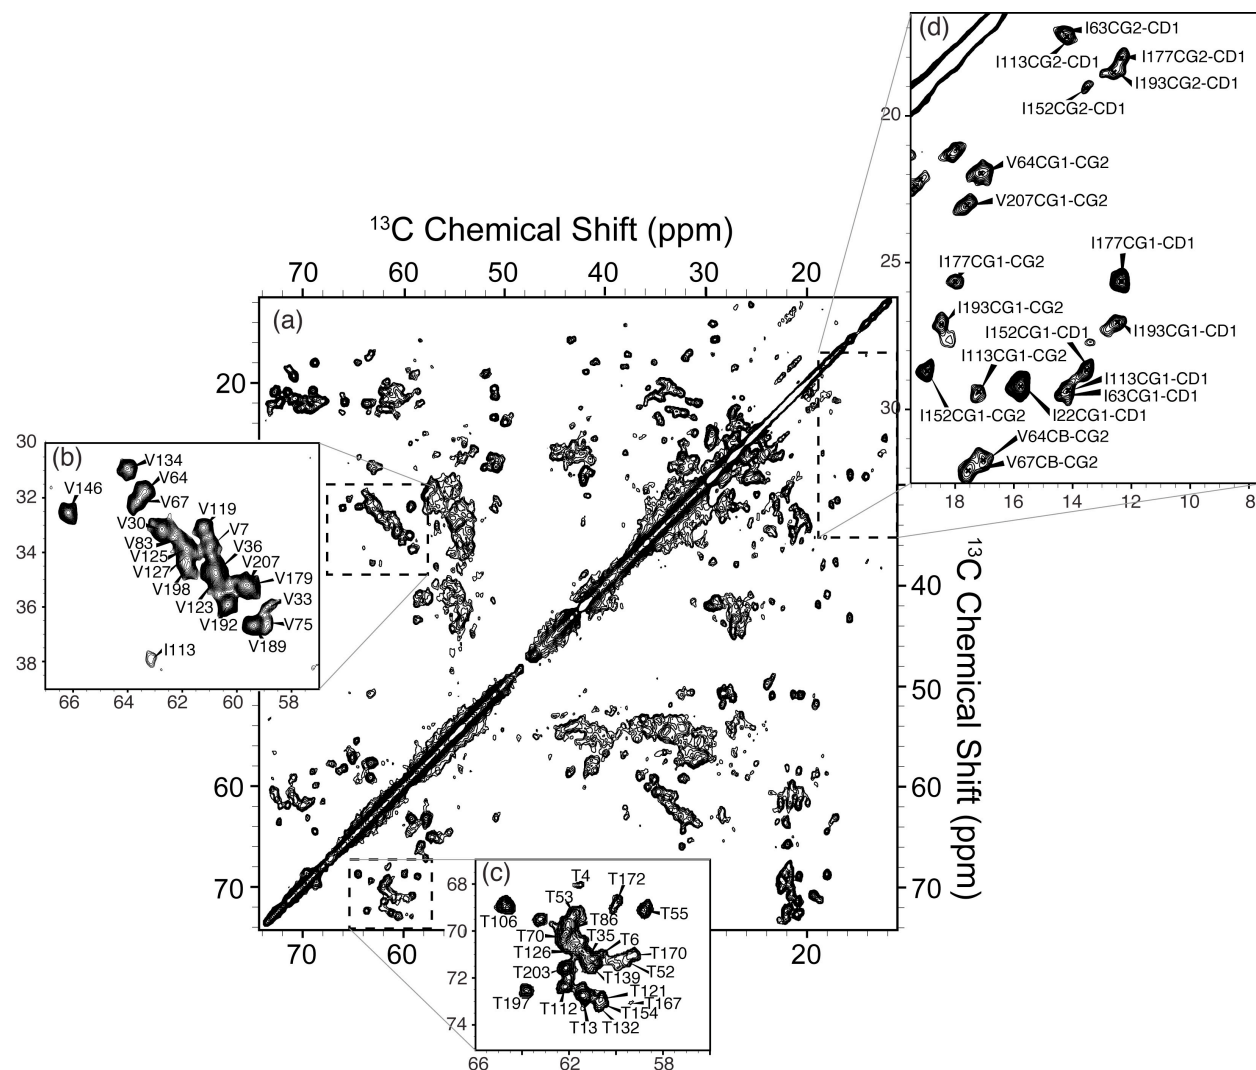 (d)
I63CG2-CD1
I113CG2-CD1
I177CG2-CD1
I193CG2-CD1
I152CG2-CD1
20
V64CG1-CG2
V207CG1-CG2
I177CG1-CD1
I177CG1-CG2
25
I193CG1-CG2
I152CG1-CD1
I193CG1-CD1
I113CG1-CG2
I113CG1-CD1
I63CG1-CD1
30
I152CG1-CG2
I22CG1-CD1
V64CB-CG2
V67CB-CG2
18 16 14 12 10 8
13C Chemical Shift (ppm)
70 60 50 40 30 20
(a)
20
40
50
60
70
13C Chemical Shift (ppm)
60
70
70 60 20
(b)
30
32
34
36
38
V134
V64
V146
V67
V119
V30
V7
V83
V36
V125
V207
V127
V179
V198
V33
V123
V192
V75
V189
I113
66 64 62 60 58
(c)
68
70
72
74
T4
T172
T53
T106
T86
T55
T70
T35
T6
T126
T170
T203
T52
T139
T197
T121
T112
T167
T154
T13
T132
66 62 58